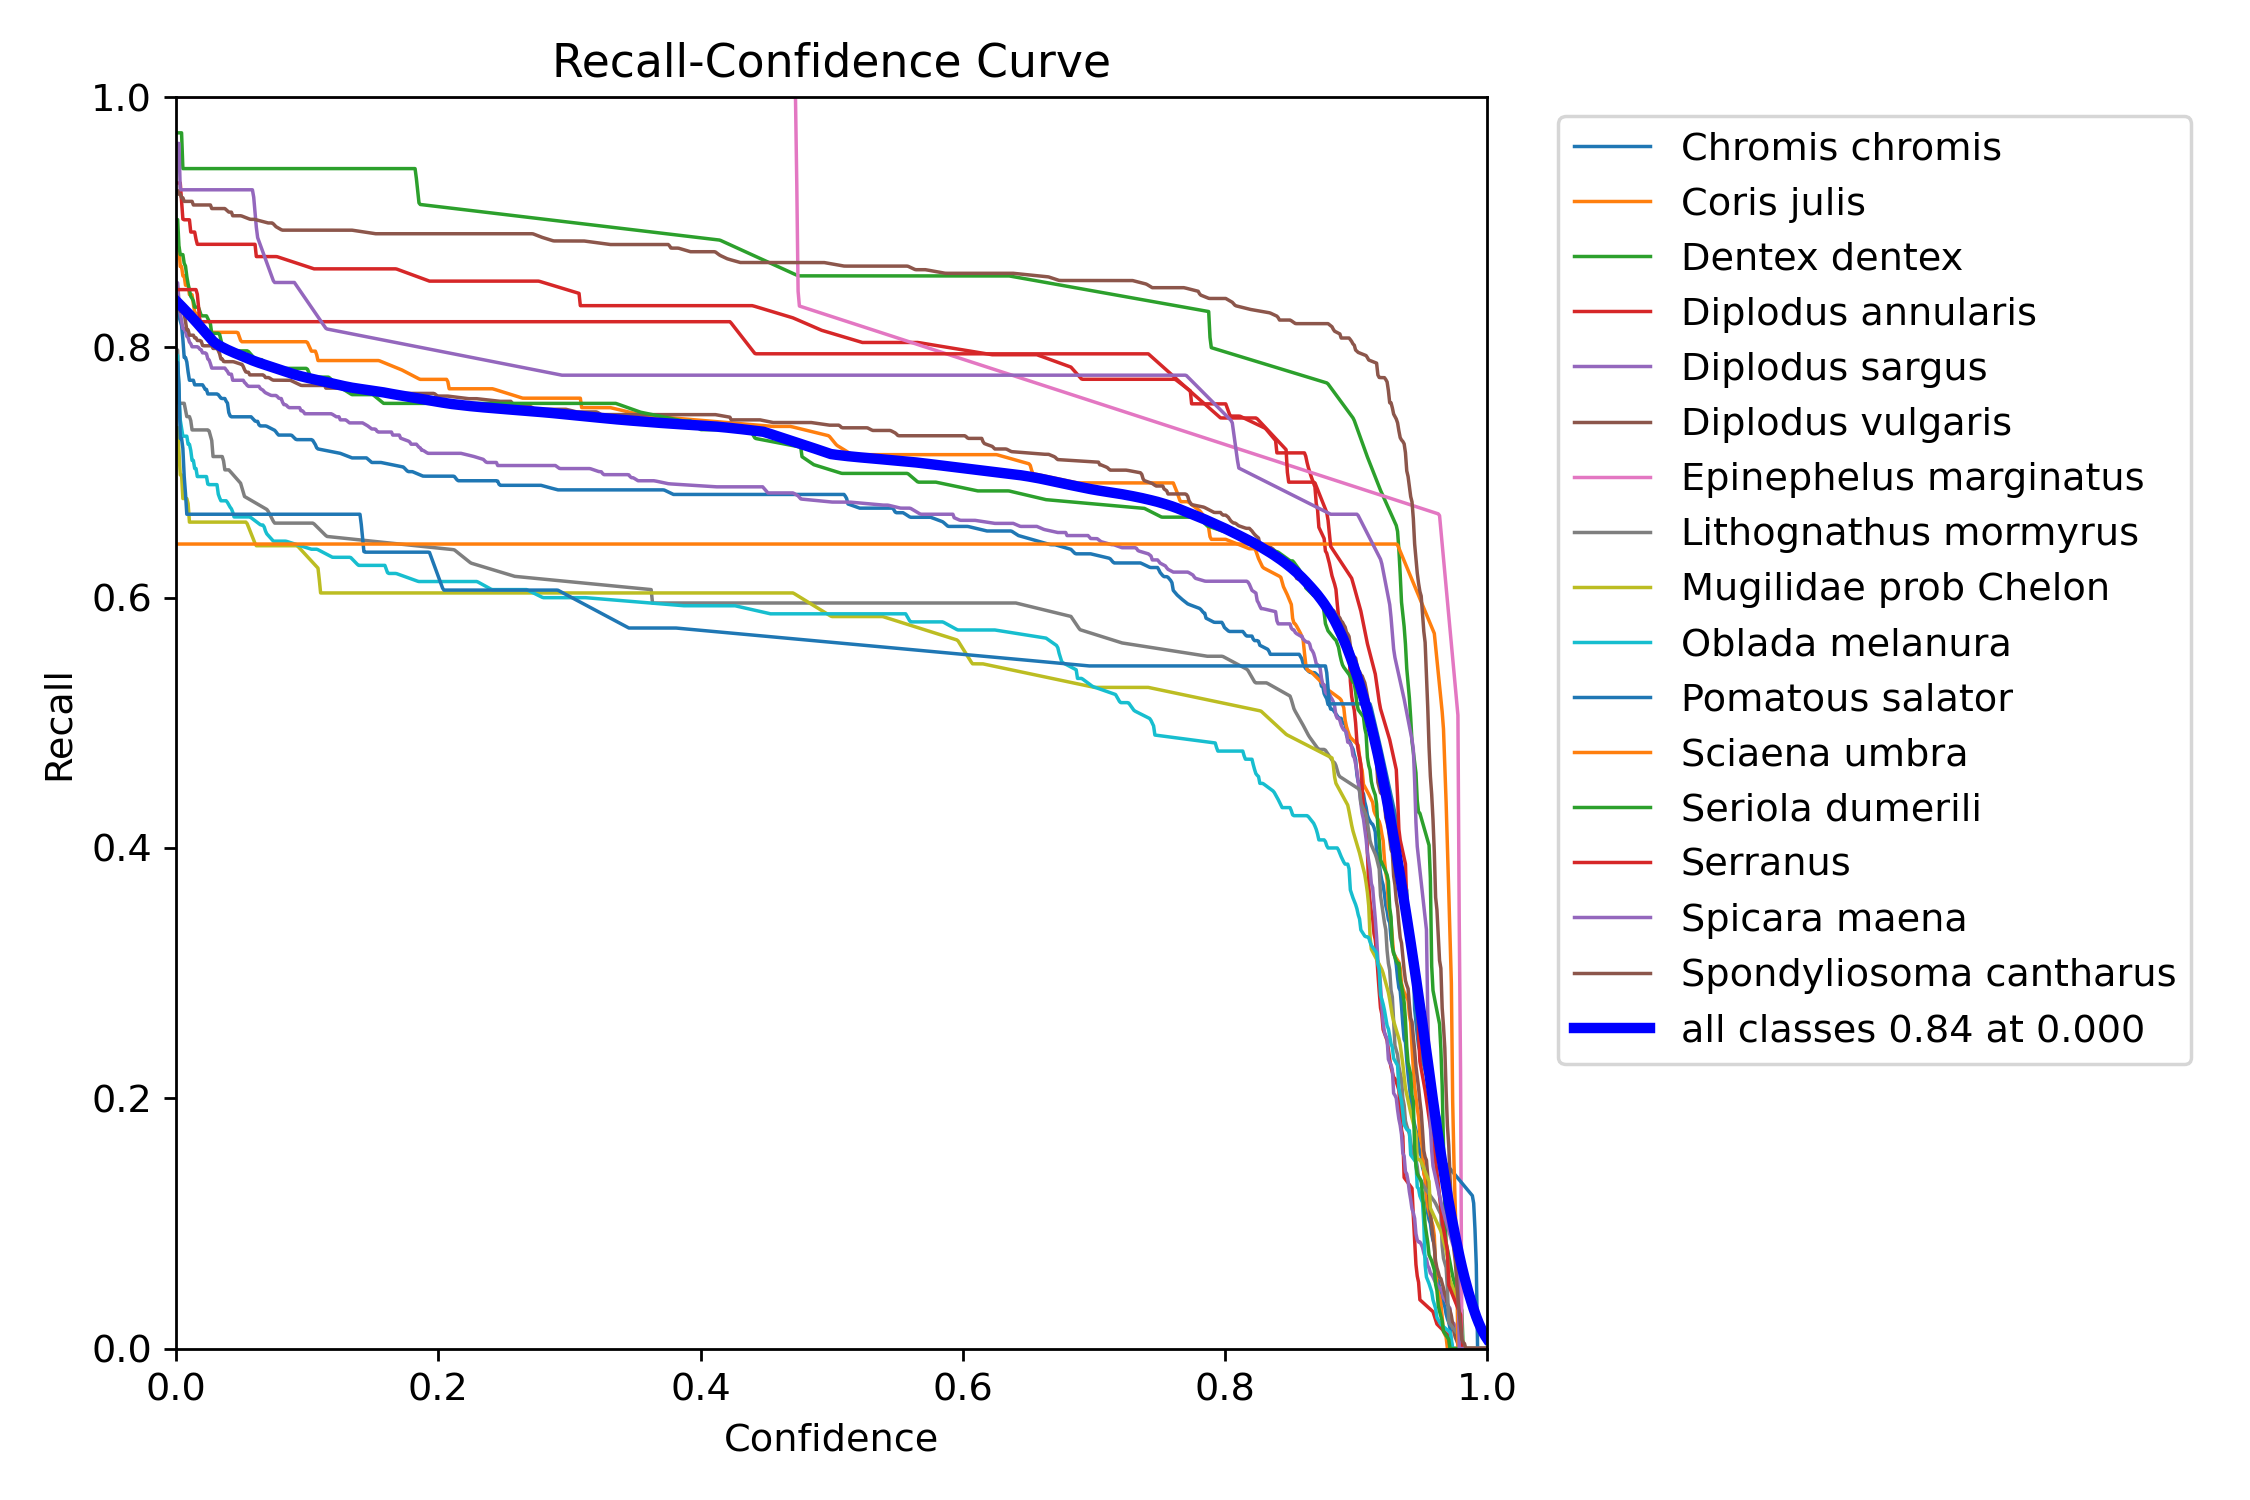 Recall-Confidence Curve
1.0
0.8
0.6
0.4
0.2
0.0
Recall
0.0 0.2 0.4 0.6 0.8 1.0
Confidence
Chromis chromis
Coris julis
Dentex dentex
Diplodus annularis
Diplodus sargus
Diplodus vulgaris
Epinephelus marginatus
Lithognathus mormyrus
Mugilidae prob Chelon
Oblada melanura
Pomatous salator
Sciaena umbra
Seriola dumerili
Serranus
Spicara maena
Spondyliosoma cantharus
all classes 0.84 at 0.000